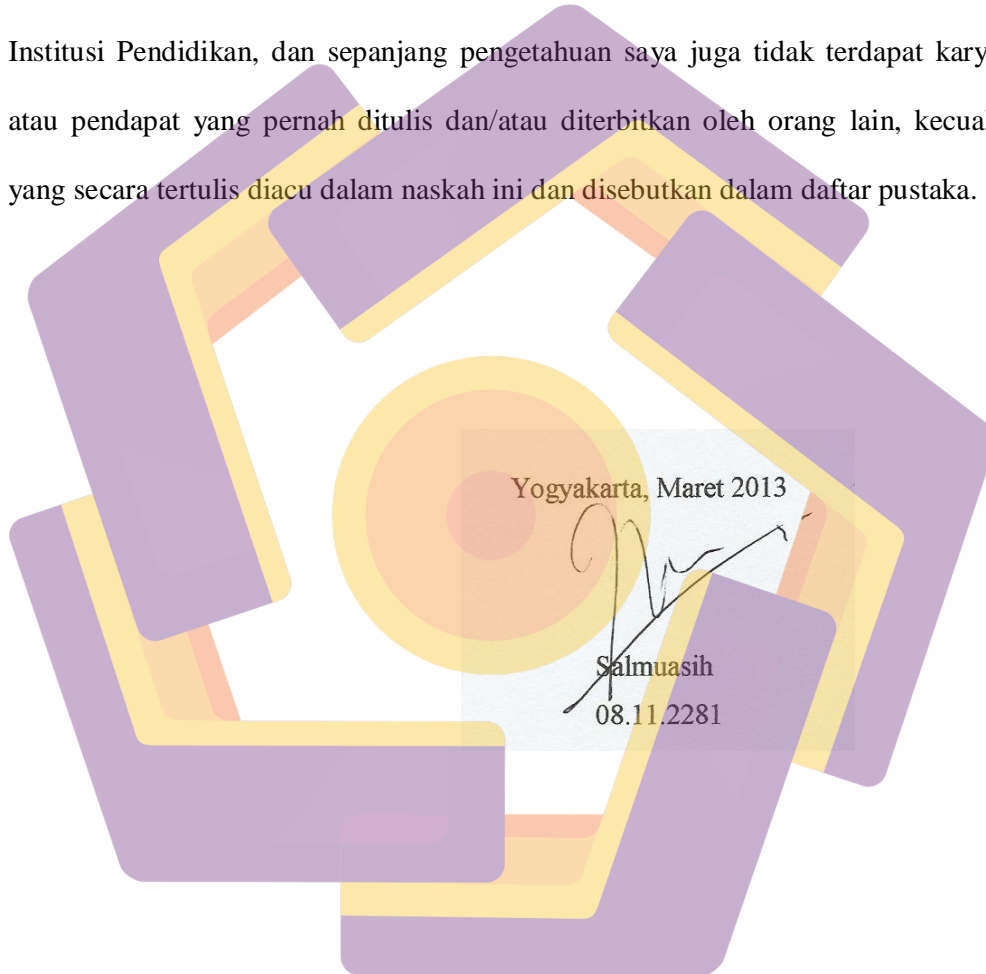 Institusi Pendidikan, dan sepanjang pengetahuan saya juga tidak terdapat kary
atau pendapat yang pernah ditulis dan/atau diterbitkan oleh orang lain, kecua
yang secara tertulis diacu dalam naskah ini dan disebutkan dalam daftar pustaka.
Yogyakarta, Maret 2013
Salmuasih
08.11.2281